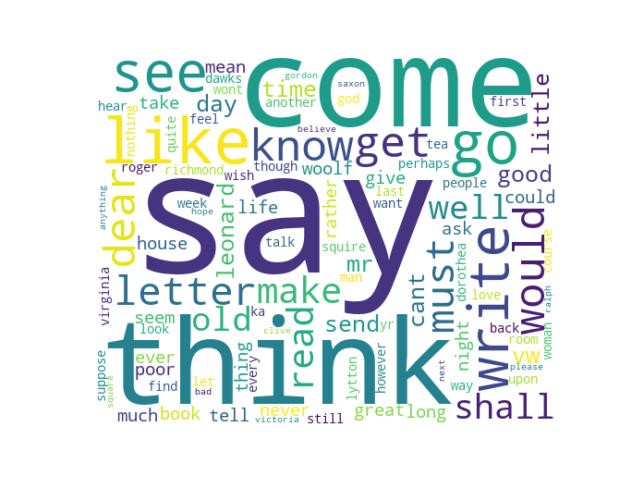 see mean dawks wont come gordon saxon
hear take day time another god first little
nothing quite feel like know get believe go
dear roger richmond though wish tea perhaps good
anything week hope say give last people could
virginia house leonard life talk woolf rather want well ask would
squire mr man must dorothea write love course
letter make cant ralph
seem look old ka clive read send yr night back room woman
suppose ever thing think lytton however vw upon
square poor find let bad every next way please
much book tell never victoria still great long shall